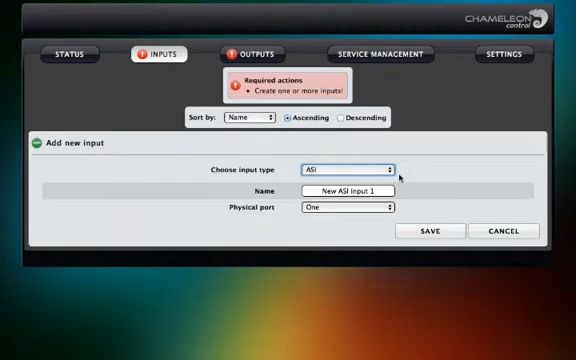 CHAMELEON
control
STATUS
! INPUTS
! OUTPUTS
SERVICE MANAGEMENT
SETTINGS
! Required actions
• Create one or more inputs!
Sort by: Name Ascending Descending
Add new input
Choose input type ASI
Name New ASI input 1
Physical port One
SAVE CANCEL